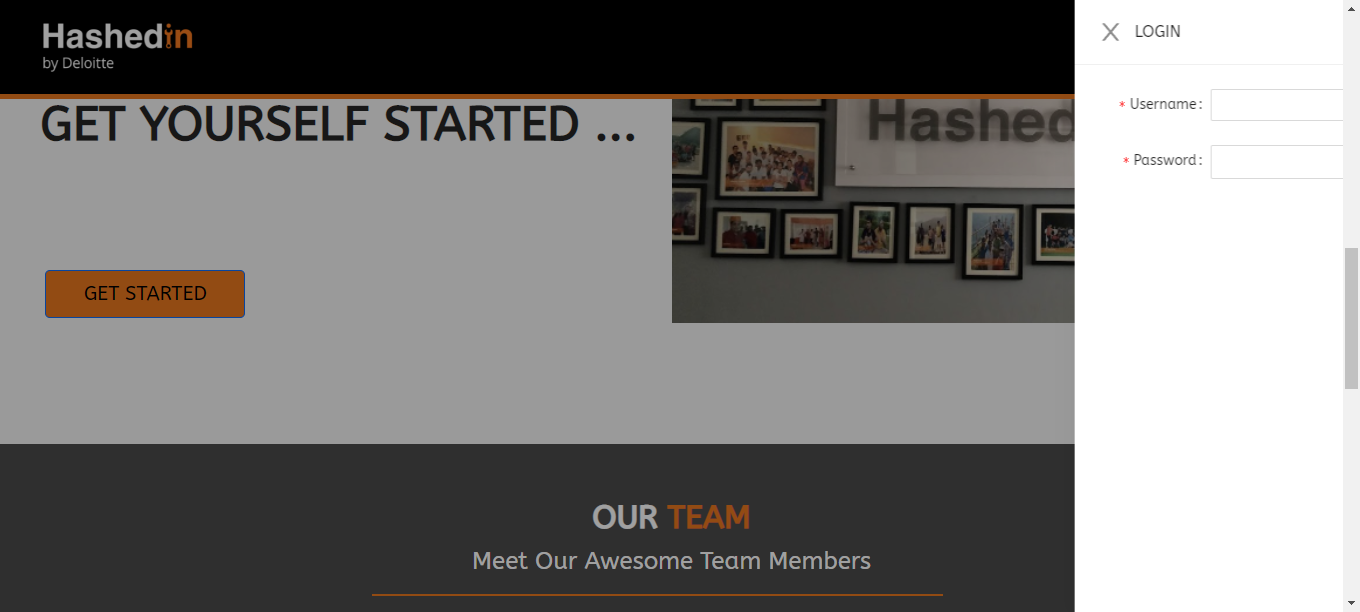 Hashedin
by Deloitte
GET YOURSELF STARTED ...
GET STARTED
Hashed
OUR TEAM
Meet Our Awesome Team Members
X LOGIN
* Username:
* Password: